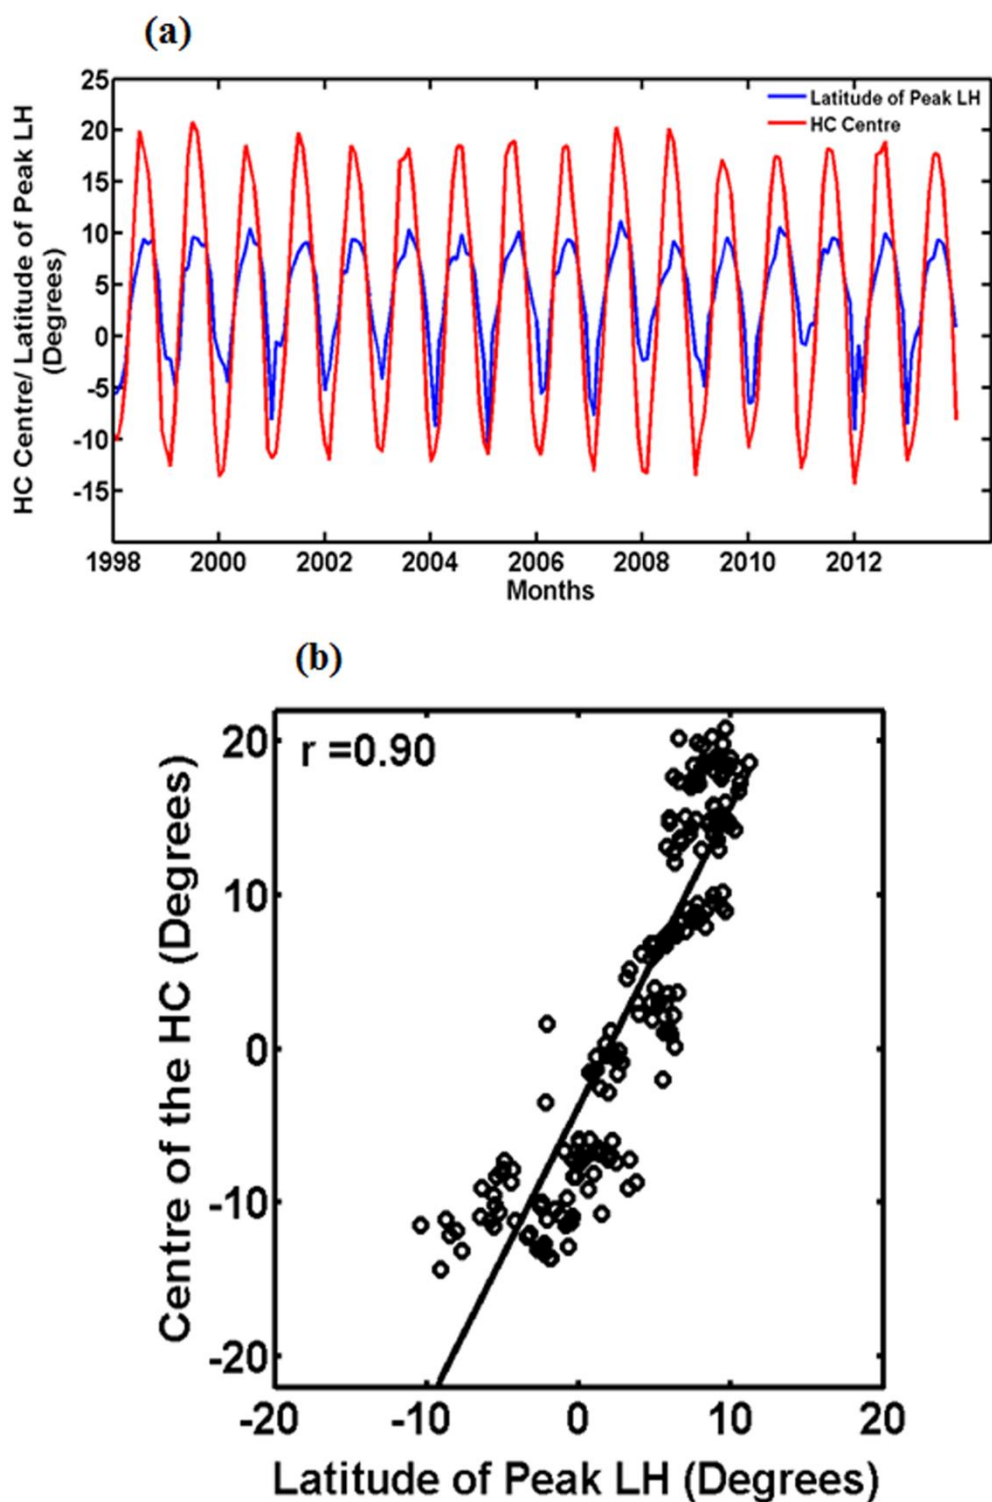 (a)
HC Centre/ Latitude of Peak LH
(Degrees)
25
20
15
10
5
0
-5
-10
-15
Latitude of Peak LH
HC Centre
1998 2000 2002 2004 2006 2008 2010 2012
Months
(b)
Centre of the HC (Degrees)
20
10
0
-10
-20
r =0.90
-20 -10 0 10 20
Latitude of Peak LH (Degrees)